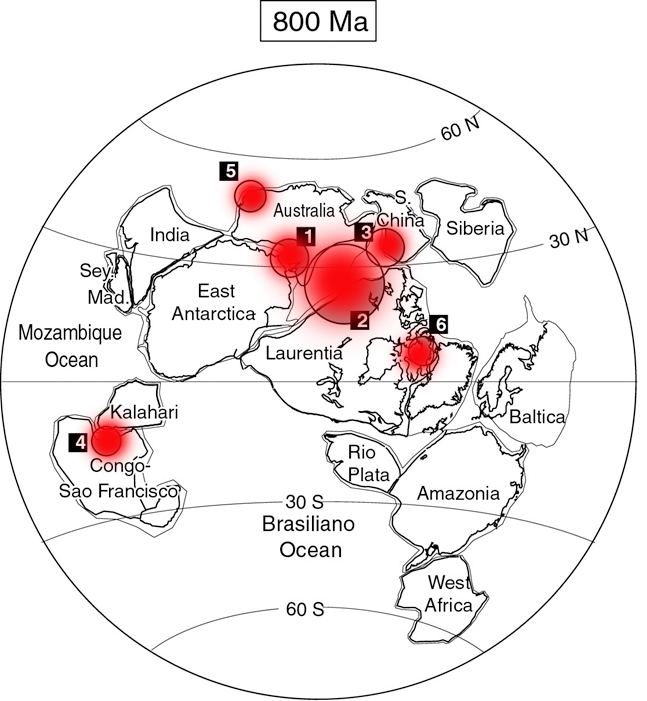 800 Ma
60 N
5
Australia
S.
China
Siberia
India
1
3
30 N
Sey.
Mad.
East
Antarctica
2
6
Mozambique
Ocean
Laurentia
Kalahari
Baltica
4
Congo-
Sao Francisco
Rio
Plata
Amazonia
30 S
Brasiliano
Ocean
West
Africa
60 S